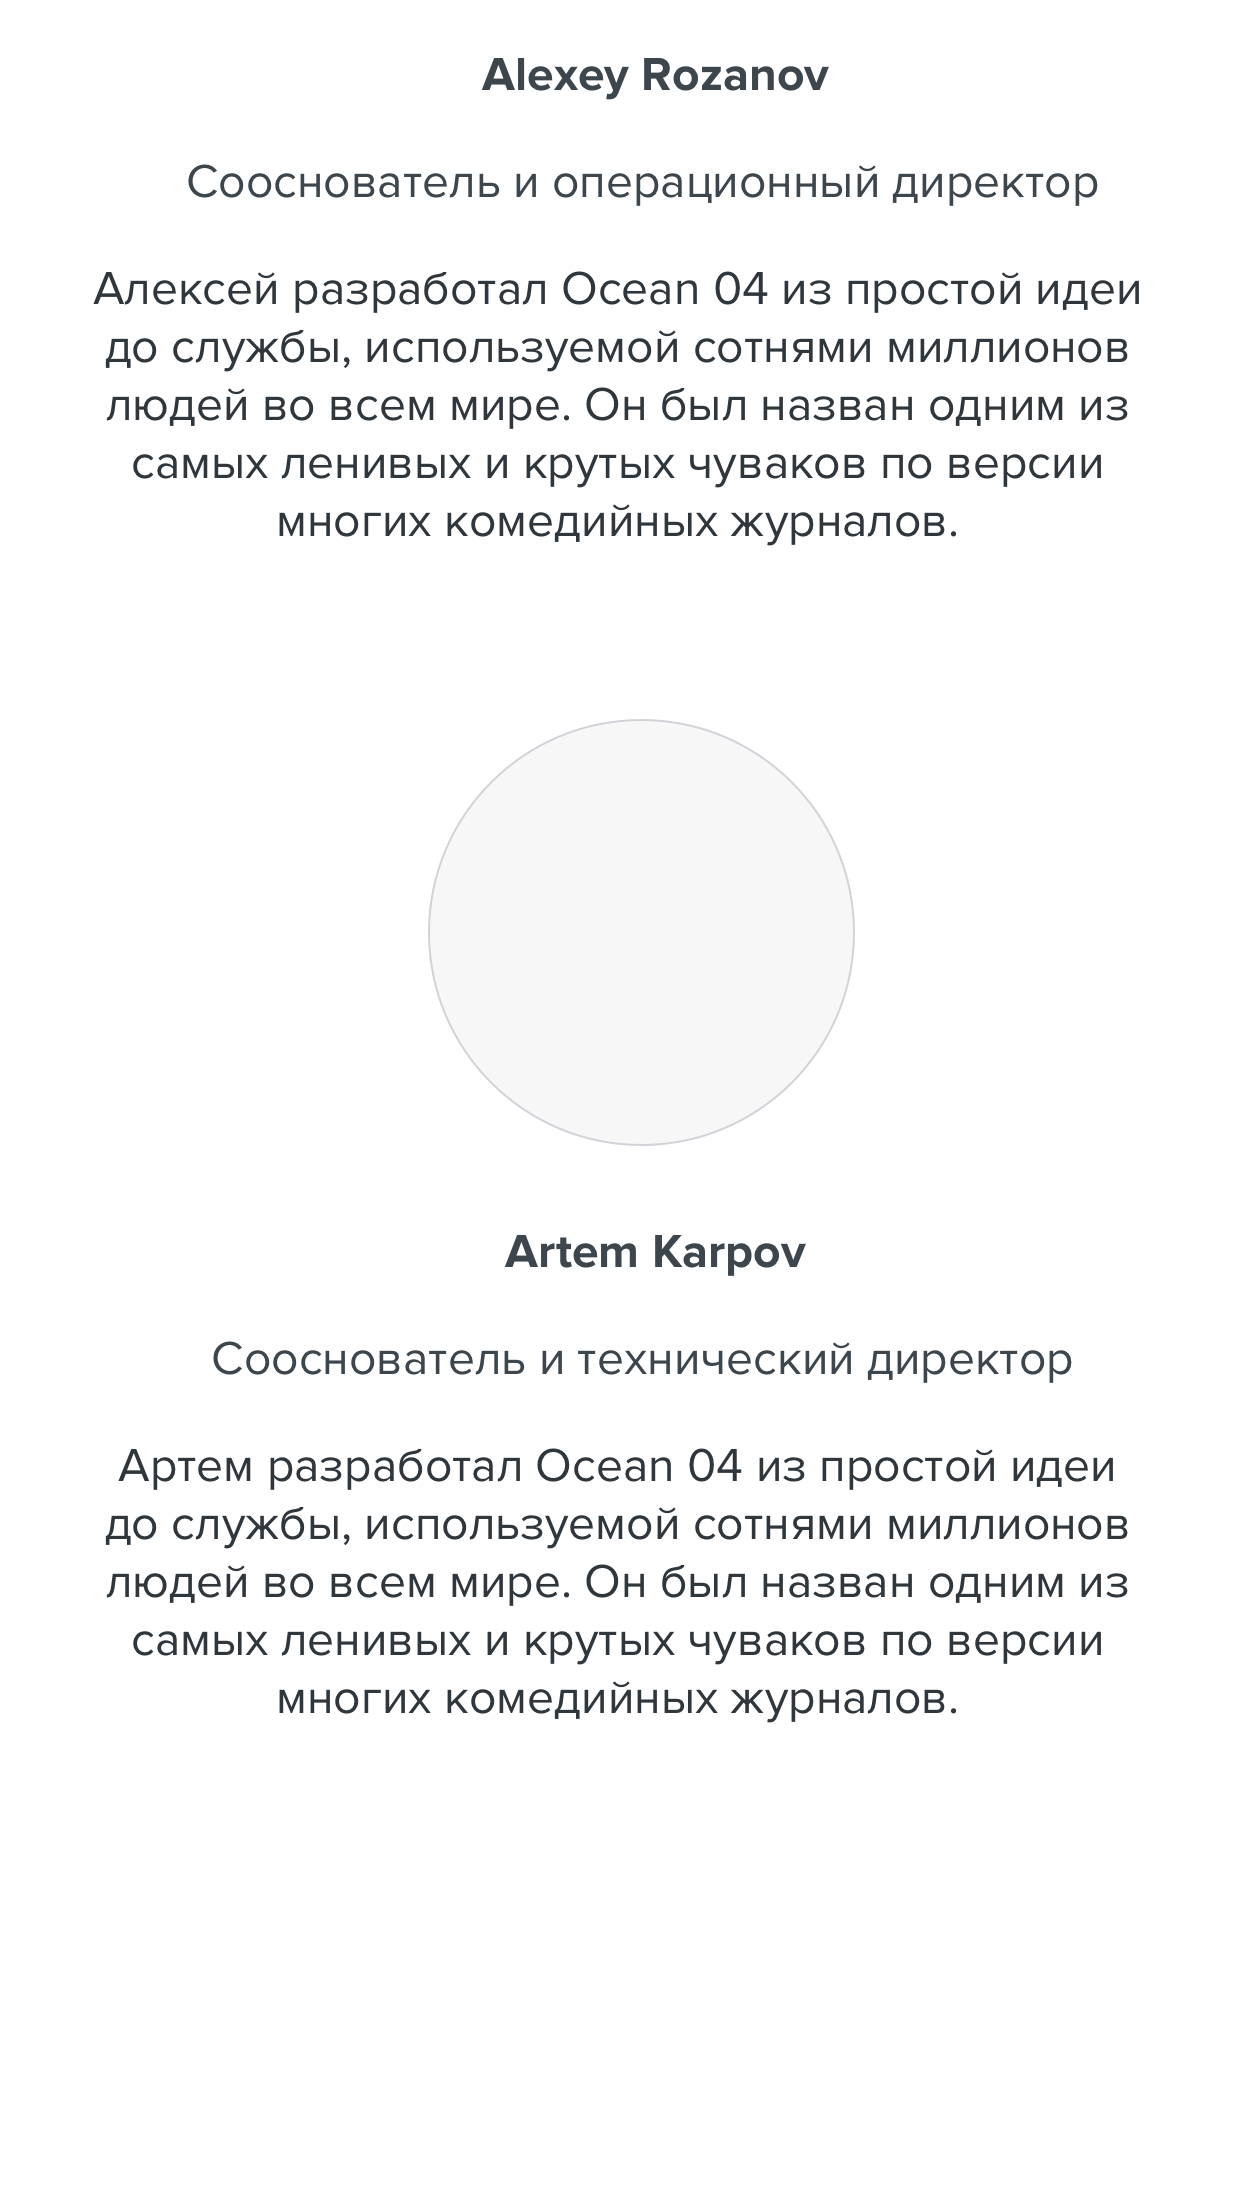 Alexey Rozanov
Сооснователь и операционный директор
Алексей разработал Ocean 04 из простой идеи
до службы, используемой сотнями миллионов
людей во всем мире. Он был назван одним из
самых ленивых и крутых чуваков по версии
многих комедийных журналов.
Artem Karpov
Сооснователь и технический директор
Артем разработал Ocean 04 из простой идеи
до службы, используемой сотнями миллионов
людей во всем мире. Он был назван одним из
самых ленивых и крутых чуваков по версии
многих комедийных журналов.